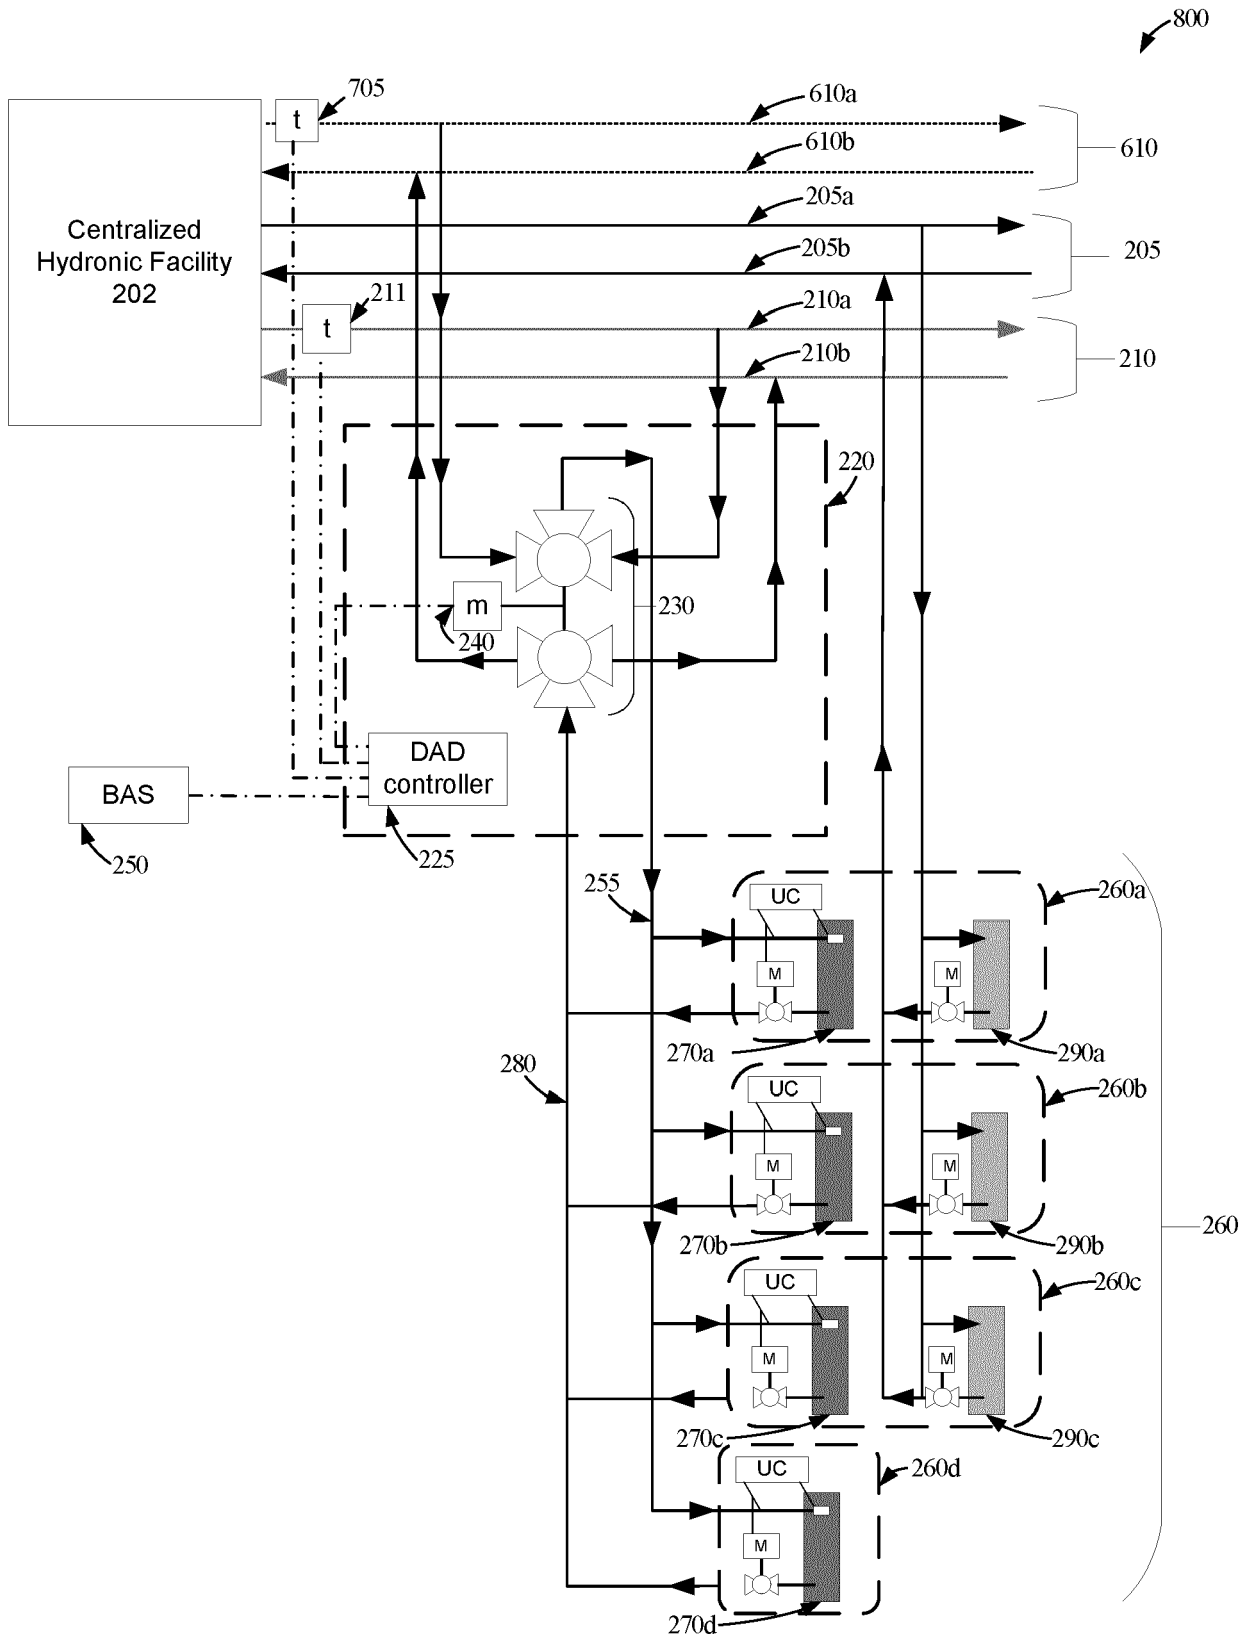 800
705
t
610a
610b
610
205a
Centralized
Hydronic Facility
202
205b
205
211
t
210a
210b
210
220
230
m
240
DAD
controller
BAS
250
225
255
UC
260a
M
M
270a
290a
280
UC
260b
M
M
260
270b
290b
UC
260c
M
M
270c
290c
UC
260d
M
270d